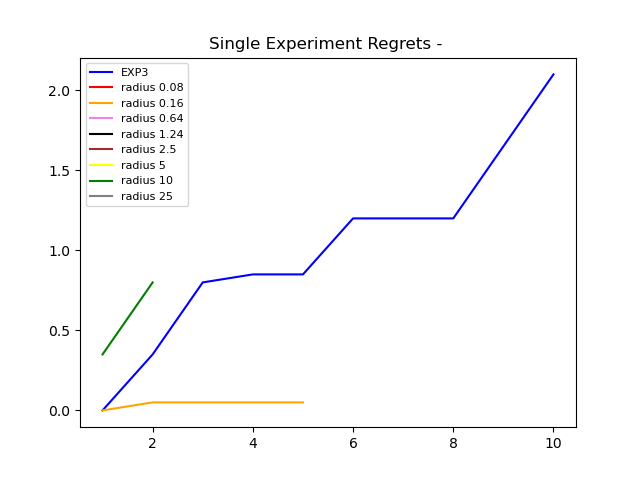 Single Experiment Regrets -
EXP3
radius 0.08
radius 0.16
radius 0.64
radius 1.24
radius 2.5
radius 5
radius 10
radius 25
2.0
1.5
1.0
0.5
0.0
2 4 6 8 10